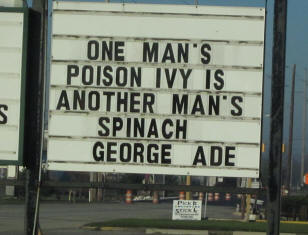 ONE MAN'S
POISON IVY IS
ANOTHER MAN'S
SPINACH
GEORGE ADE
S